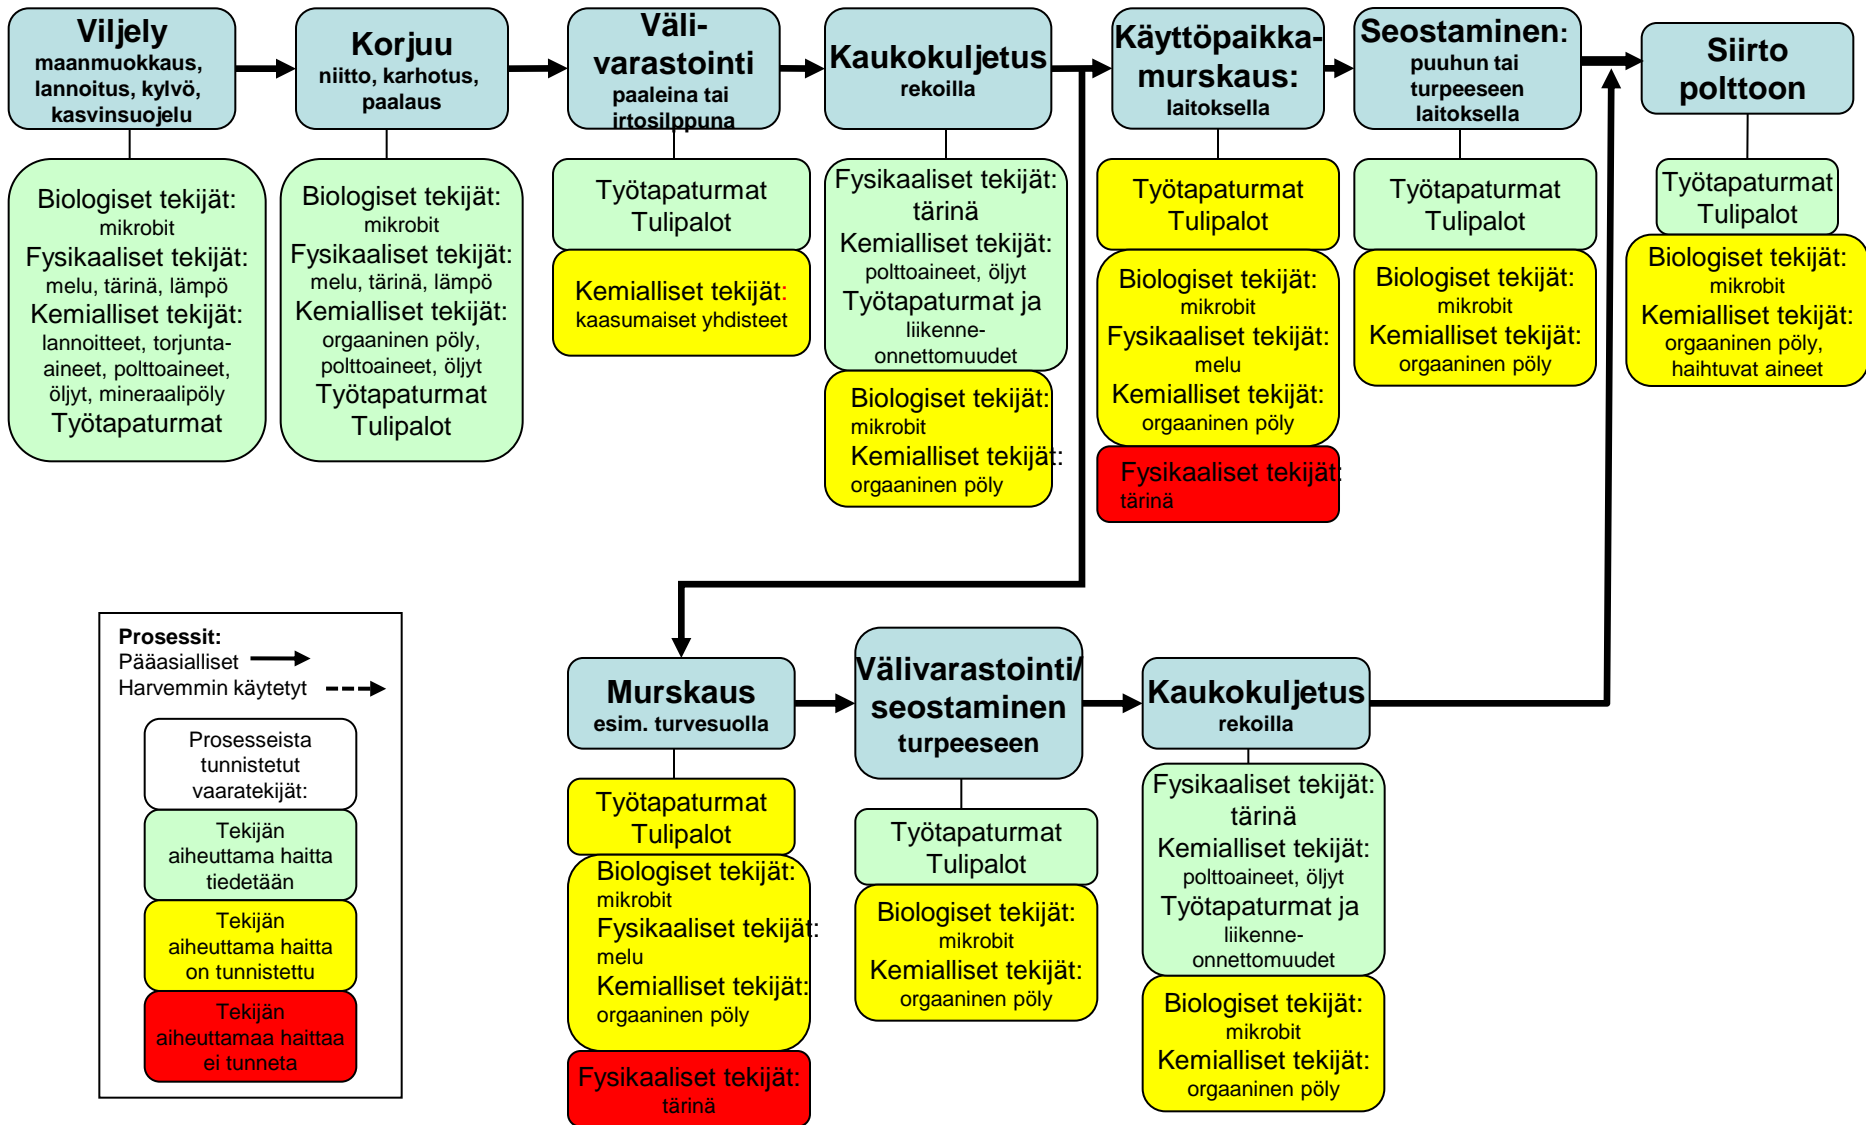 Viljely
maanmuokkaus,
lannoitus, kylvö,
kasvinsuojelu
Biologiset tekijät:
mikrobit
Fysikaaliset tekijät:
melu, tärinä, lämpö
Kemialliset tekijät:
lannoitteet, torjunta-
aineet, polttoaineet,
öljyt, mineraalipöly
Työtapaturmat
Korjuu
niitto, karhotus,
paalaus
Biologiset tekijät:
mikrobit
Fysikaaliset tekijät:
melu, tärinä, lämpö
Kemialliset tekijät:
orgaaninen pöly,
polttoaineet, öljyt
Työtapaturmat
Tulipalot
Väli-
varastointi
paaleina tai
irtosilppuna
Työtapaturmat
Tulipalot
Kemialliset tekijät:
kaasumaiset yhdisteet
Kaukokuljetus
rekoilla
Fysikaaliset tekijät:
tärinä
Kemialliset tekijät:
polttoaineet, öljyt
Työtapaturmat ja
liikenne-
onnettomuudet
Biologiset tekijät:
mikrobit
Kemialliset tekijät:
orgaaninen pöly
Käyttöpaikka-
murskaus:
laitoksella
Työtapaturmat
Tulipalot
Biologiset tekijät:
mikrobit
Fysikaaliset tekijät:
melu
Kemialliset tekijät:
orgaaninen pöly
Fysikaaliset tekijät:
tärinä
Seostaminen:
puuhun tai
turpeeseen
laitoksella
Työtapaturmat
Tulipalot
Biologiset tekijät:
mikrobit
Kemialliset tekijät:
orgaaninen pöly
Siirto
polttoon
Työtapaturmat
Tulipalot
Biologiset tekijät:
mikrobit
Kemialliset tekijät:
orgaaninen pöly,
haihtuvat aineet
Prosessit:
Pääasialliset
Harvemmin käytetyt
Prosesseista
tunnistetut
vaaratekijät:
Tekijän
aiheuttama haitta
tiedetään
Tekijän
aiheuttama haitta
on tunnistettu
Tekijän
aiheuttamaa haittaa
ei tunneta
Murskaus
esim. turvesuolla
Työtapaturmat
Tulipalot
Biologiset tekijät:
mikrobit
Fysikaaliset tekijät:
melu
Kemialliset tekijät:
orgaaninen pöly
Fysikaaliset tekijät:
tärinä
Välivarastointi/
seostaminen
turpeeseen
Työtapaturmat
Tulipalot
Biologiset tekijät:
mikrobit
Kemialliset tekijät:
orgaaninen pöly
Kaukokuljetus
rekoilla
Fysikaaliset tekijät:
tärinä
Kemialliset tekijät:
polttoaineet, öljyt
Työtapaturmat ja
liikenne-
onnettomuudet
Biologiset tekijät:
mikrobit
Kemialliset tekijät:
orgaaninen pöly